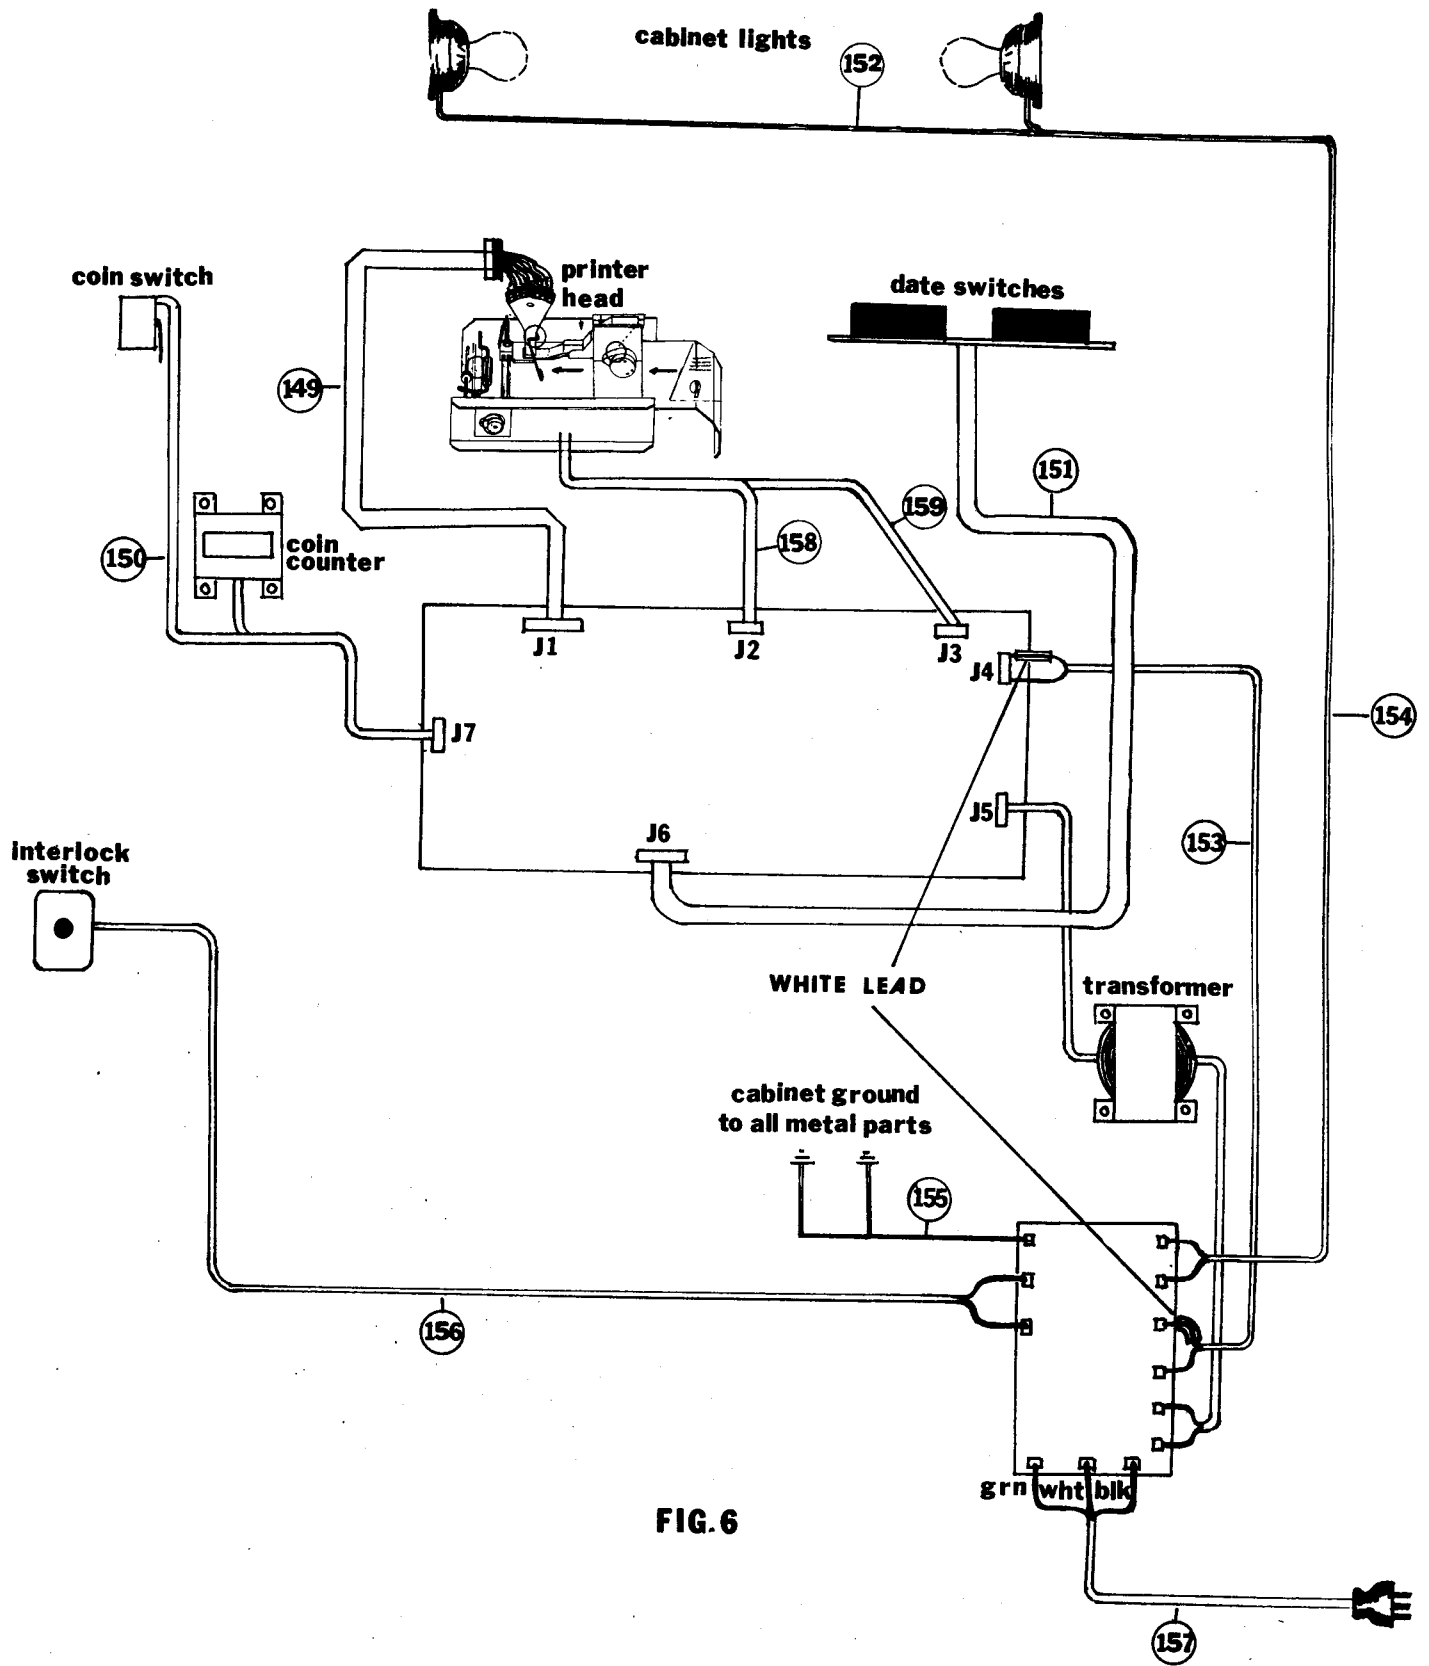 cabinet lights
152
coin switch
printer
head
date switches
149
151
159
150
coin
counter
158
J1
J2
J3
J4
J7
154
J5
J6
153
interlock
switch
WHITE LEAD
transformer
cabinet ground
to all metal parts
155
156
grn wht blk
FIG. 6
157